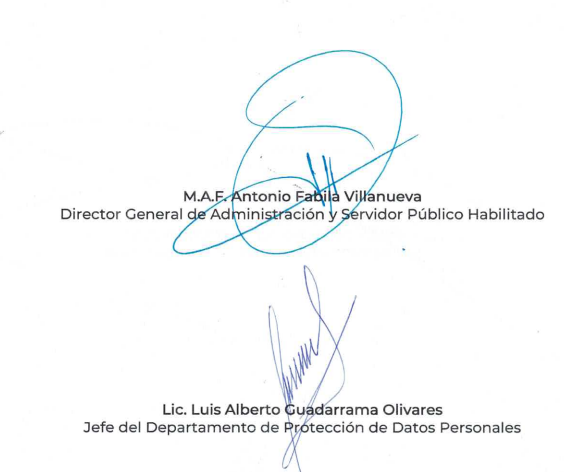 M.A.F. Antonio Fabila Villanueva
Director General de Administración y Servidor Público Habilitado
Lic. Luis Alberto Guadarrama Olivares
Jefe del Departamento de Protección de Datos Personales